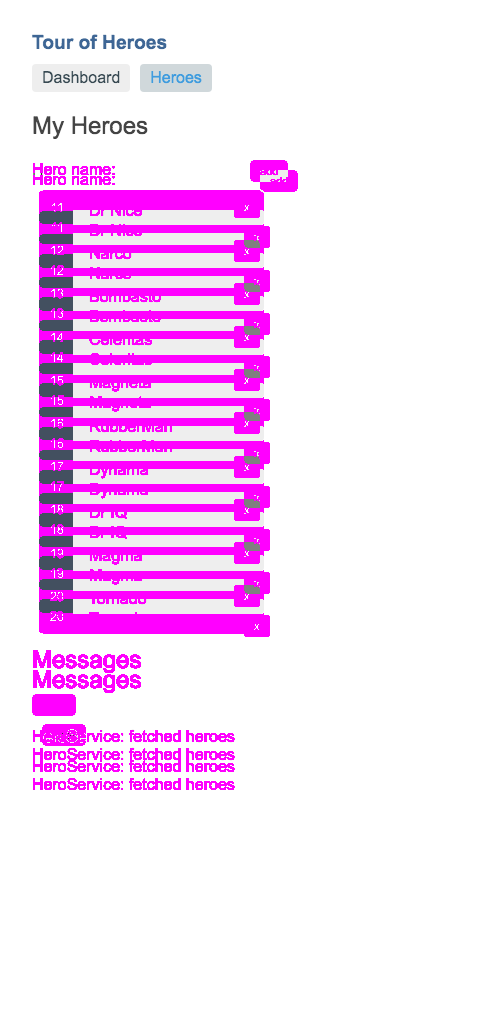 Tour of Heroes
Dashboard Heroes
My Heroes
Hero name: add
Hero name: add
11 Dr Nice x
11 Dr Nice x
12 Narco x
12 Narco x
13 Bombasto x
13 Bombasto x
14 Celeritas x
14 Celeritas x
15 Magneta x
15 Magneta x
16 RubberMan x
16 RubberMan x
17 Dynama x
17 Dynama x
18 Dr IQ x
18 Dr IQ x
19 Magma x
19 Magma x
20 Tornado x
20 x
Messages
Messages
HeroService: fetched heroes
HeroService: fetched heroes
HeroService: fetched heroes
HeroService: fetched heroes